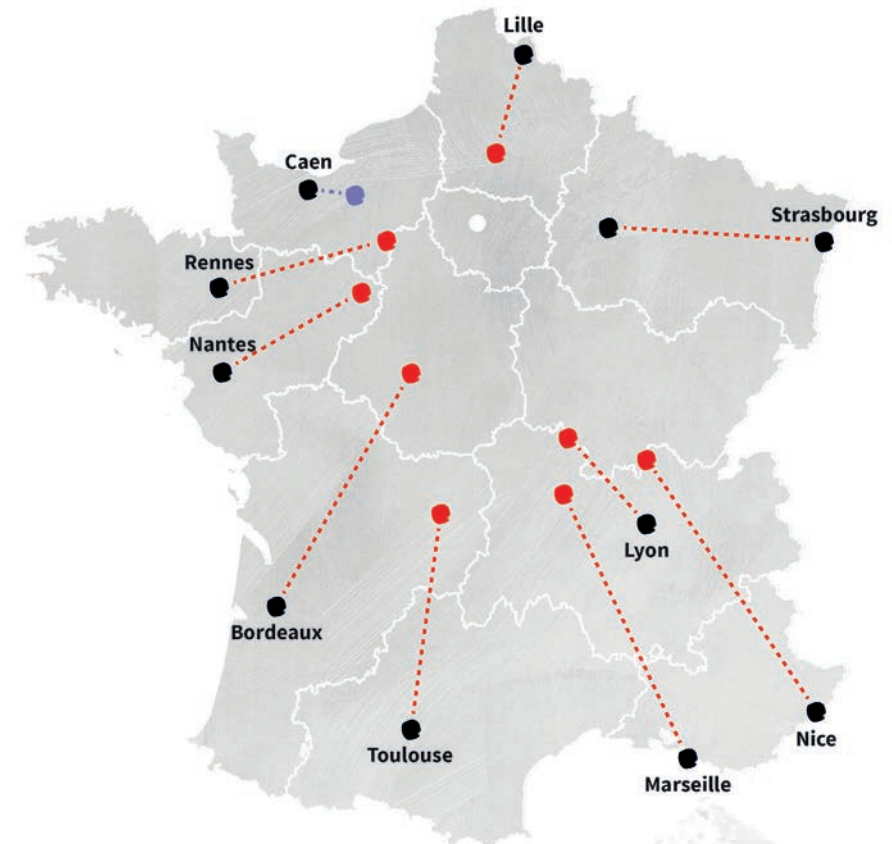 Lille
Caen
Strasbourg
Rennes
Nantes
Lyon
Bordeaux
Nice
Toulouse
Marseille